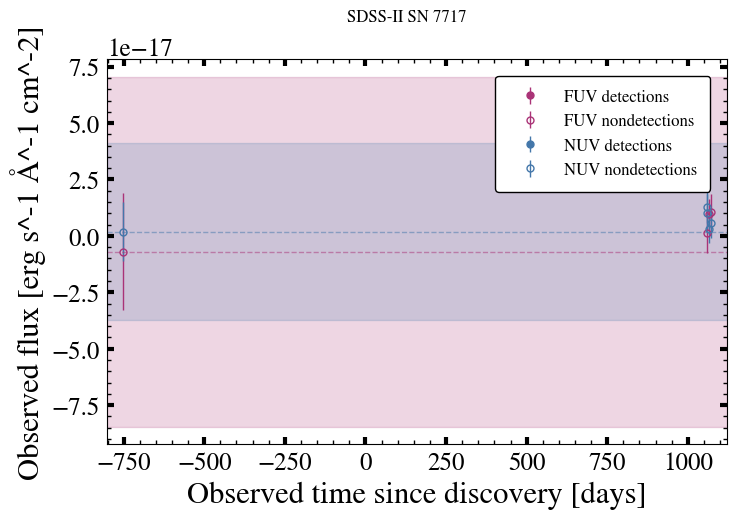 SDSS-II SN 7717
1e−17
7.5
5.0
2.5
0.0
−2.5
−5.0
−7.5
Observed flux [erg s^-1 Å^-1 cm^-2]
FUV detections
FUV nondetections
NUV detections
NUV nondetections
−750 −500 −250 0 250 500 750 1000
Observed time since discovery [days]